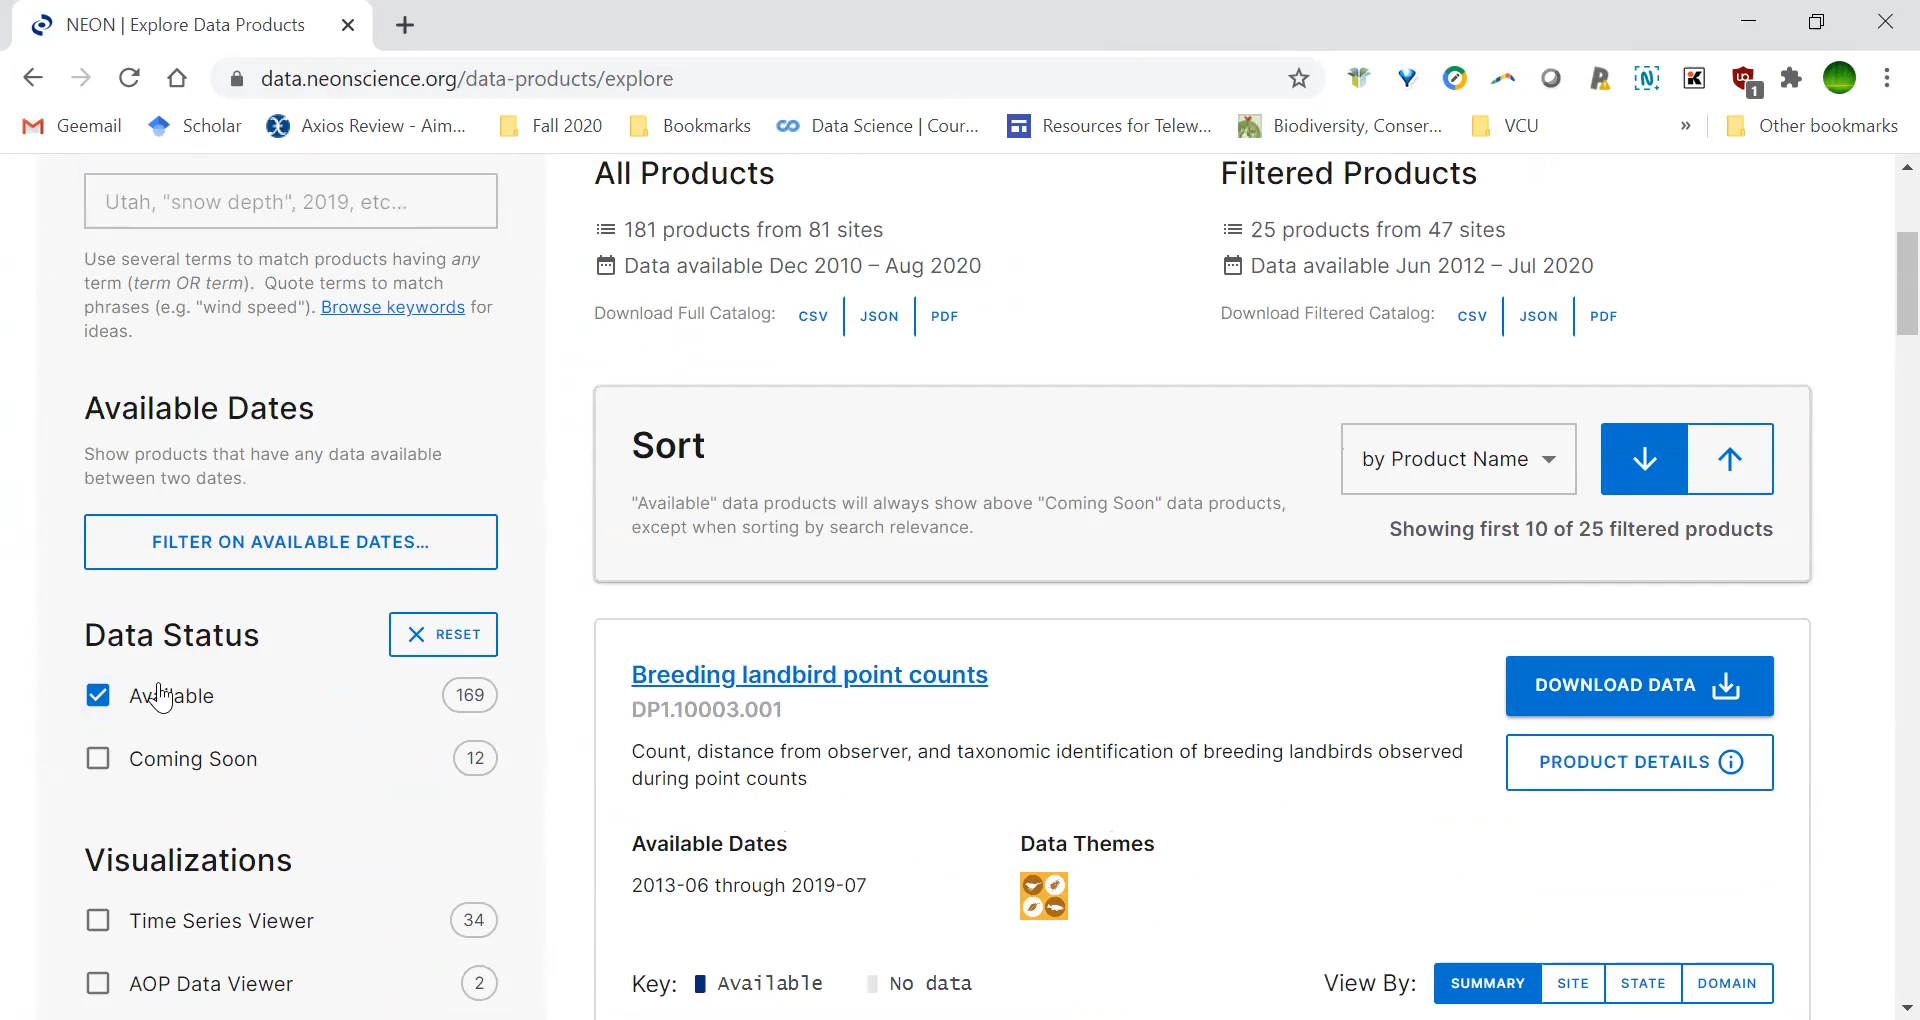 NEON | Explore Data Products
data.neonscience.org/data-products/explore
Geemail
Scholar
Axios Review - Aim...
Fall 2020
Bookmarks
Data Science | Cour...
Resources for Telew...
Biodiversity, Conser...
VCU
»
Other bookmarks
1
Utah, "snow depth", 2019, etc...
Use several terms to match products having any
term (term OR term). Quote terms to match
phrases (e.g. "wind speed"). Browse keywords for
ideas.
Available Dates
Show products that have any data available
between two dates.
FILTER ON AVAILABLE DATES...
Data Status
RESET
Available
169
Coming Soon
12
Visualizations
Time Series Viewer
34
AOP Data Viewer
2
All Products
181 products from 81 sites
Data available Dec 2010 – Aug 2020
Download Full Catalog: CSV JSON PDF
Filtered Products
25 products from 47 sites
Data available Jun 2012 – Jul 2020
Download Filtered Catalog: CSV JSON PDF
Sort
"Available" data products will always show above "Coming Soon" data products,
except when sorting by search relevance.
by Product Name
Showing first 10 of 25 filtered products
Breeding landbird point counts
DP1.10003.001
Count, distance from observer, and taxonomic identification of breeding landbirds observed
during point counts
DOWNLOAD DATA
PRODUCT DETAILS
Available Dates
2013-06 through 2019-07
Data Themes
Key: Available No data
View By: SUMMARY SITE STATE DOMAIN